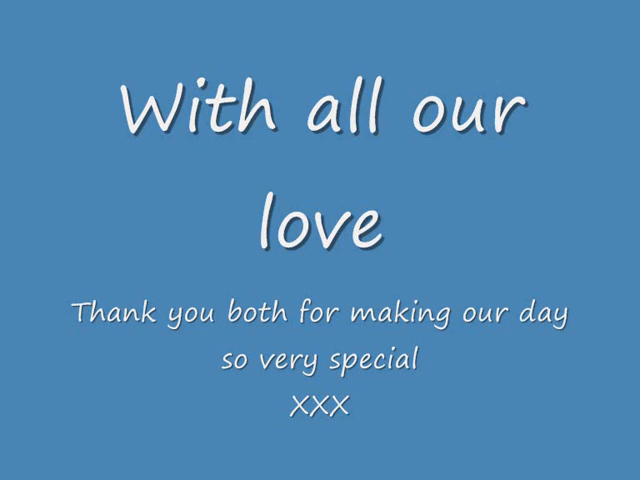 With all our
love
Thank you both for making our day
so very special
XXX